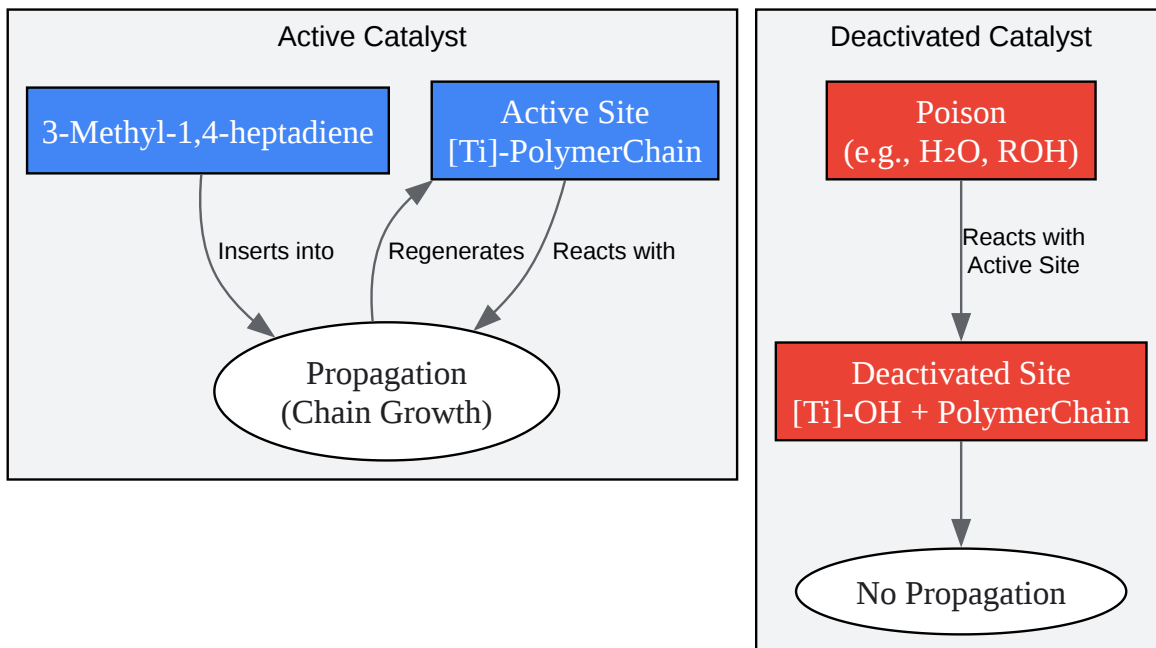 Active Catalyst
3-Methyl-1,4-heptadiene
Active Site
[Ti]-PolymerChain
Inserts into
Regenerates
Reacts with
Propagation
(Chain Growth)
Deactivated Catalyst
Poison
(e.g., H₂O, ROH)
Reacts with
Active Site
Deactivated Site
[Ti]-OH + PolymerChain
No Propagation